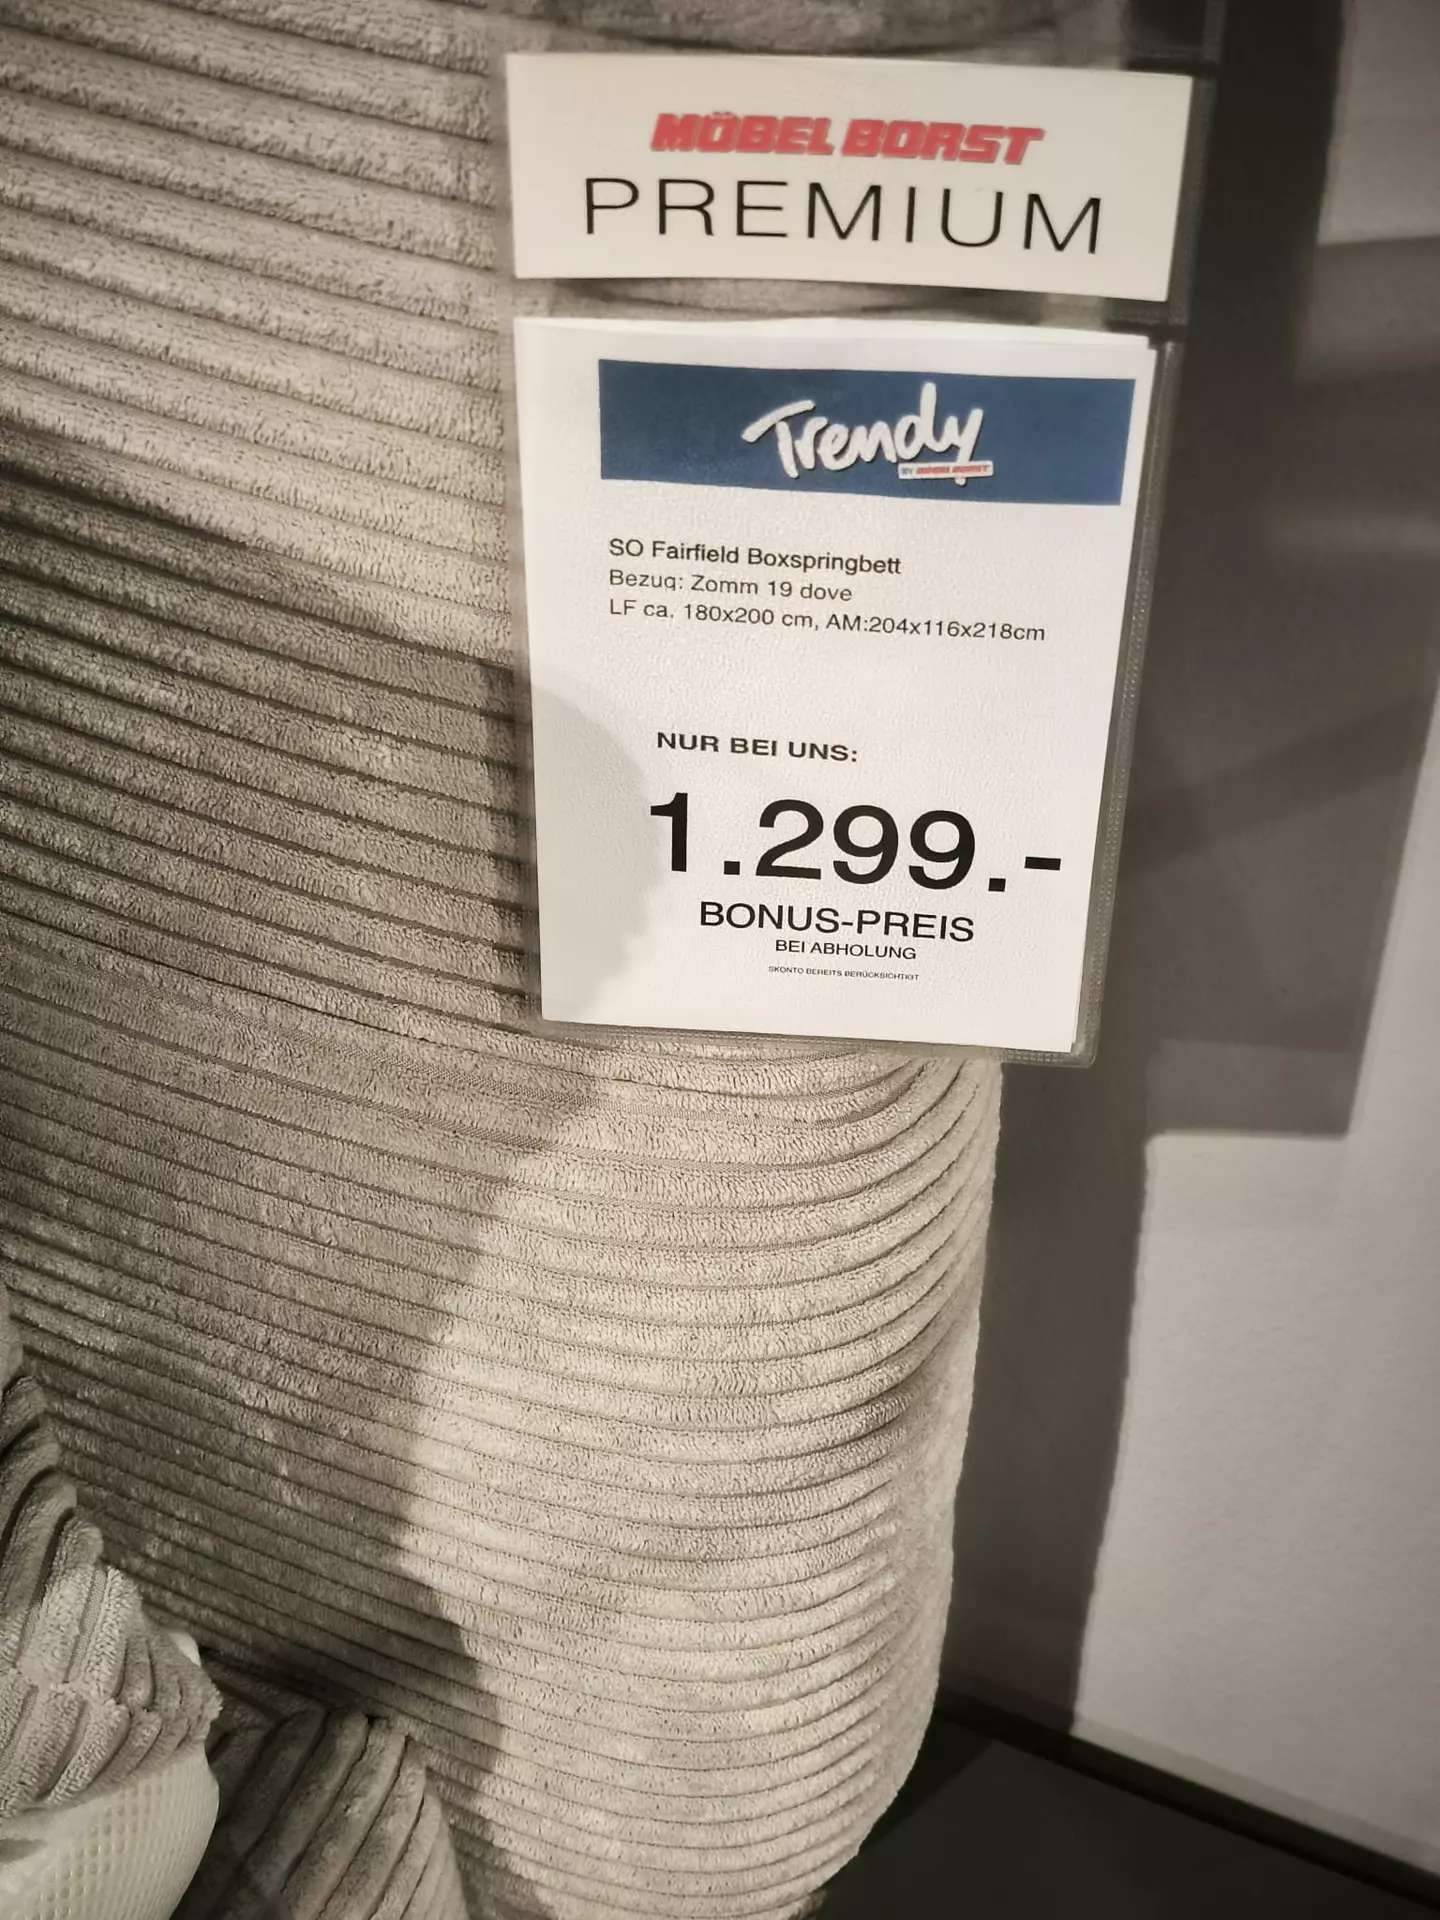 MÖBEL BORST
PREMIUM
Trendy
BY MÖBEL BORST
SO Fairfield Boxspringbett
Bezug: Zomm 19 dove
LF ca. 180x200 cm, AM:204x116x218cm
NUR BEI UNS:
1.299.-
BONUS-PREIS
BEI ABHOLUNG
SKONTO BEREITS BERÜCKSICHTIGT